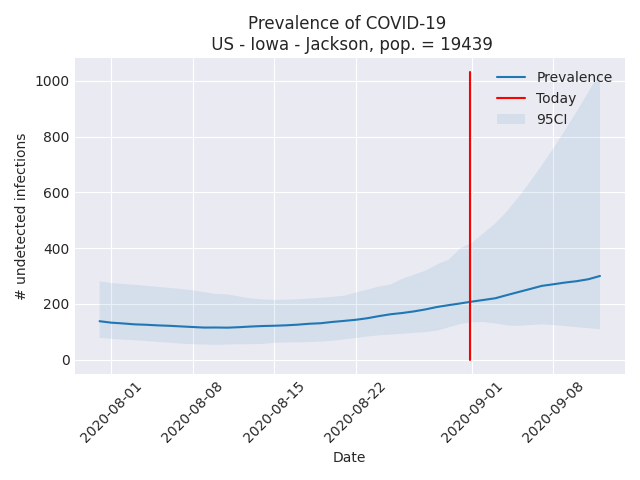 Prevalence of COVID-19
US - Iowa - Jackson, pop. = 19439
# undetected infections
1000
800
600
400
200
0
Prevalence
Today
95CI
2020-08-01
2020-08-08
2020-08-15
2020-08-22
2020-09-01
2020-09-08
Date